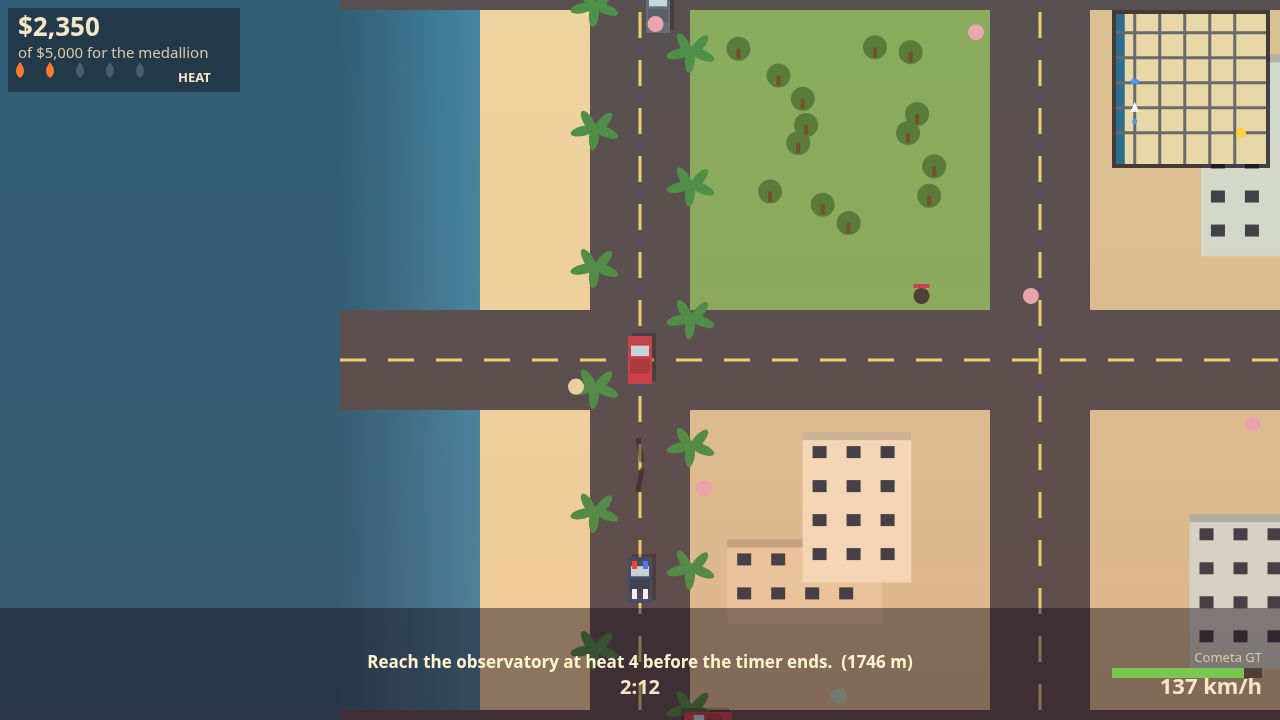 $2,350
of $5,000 for the medallion
HEAT
Reach the observatory at heat 4 before the timer ends. (1746 m)
2:12
Cometa GT
137 km/h